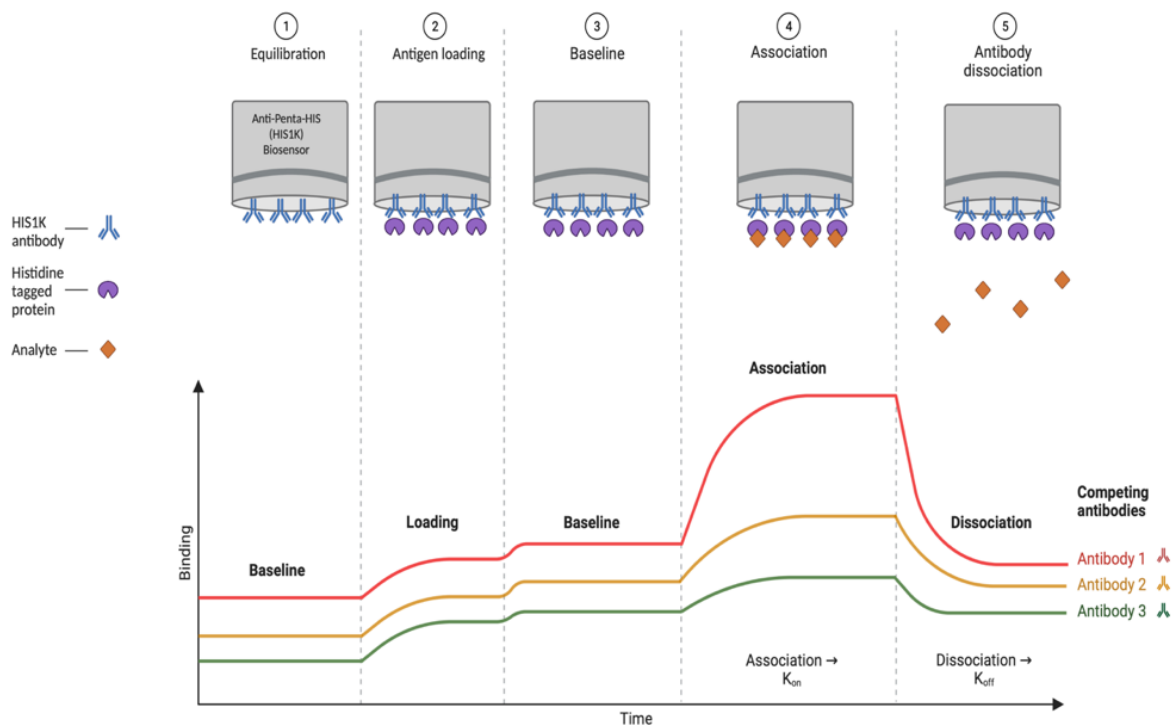 1
Equilibration
2
Antigen loading
3
Baseline
4
Association
5
Antibody
dissociation
Anti-Penta-HIS
(HIS1K)
Biosensor
HIS1K
antibody
Histidine
tagged
protein
Analyte
Binding
Baseline
Loading
Baseline
Association
Dissociation
Competing
antibodies
Antibody 1
Antibody 2
Antibody 3
Association →
Kon
Dissociation →
Koff
Time